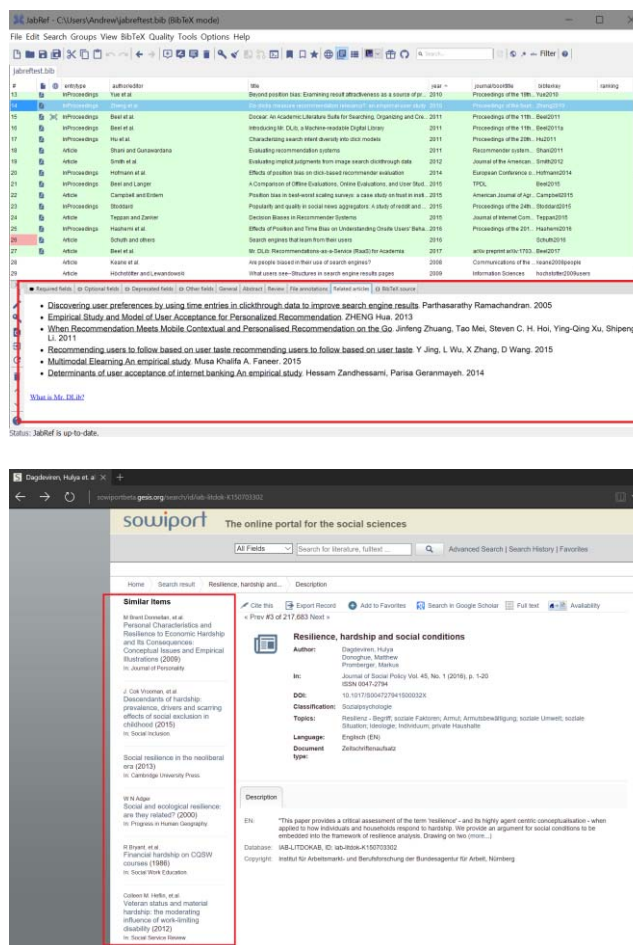 JabRef - C:\Users\Andrew\jabreftest.bib (BibTeX mode)
File Edit Search Groups View BibTeX Quality Tools Options Help
Filter
jabreftest.bib
# entrytype author/editor title year journal/booktitle bibtexkey ranking
13 InProceedings Yue et al. Beyond position bias: Examining result attractiveness as a source of pr... 2010 Proceedings of the 19th... Yue2010
14 InProceedings
15 InProceedings Beel et al. Docear: An Academic Literature Suite for Searching, Organizing and Cre... 2011 Proceedings of the 11th... Beel2011
16 InProceedings Beel et al. Introducing Mr. DLib, a Machine-readable Digital Library 2011 Proceedings of the 11th... Beel2011a
17 InProceedings Hu et al. Characterizing search intent diversity into click models 2011 Proceedings of the 20th... Hu2011
18 Article Shani and Gunawardana Evaluating recommendation systems 2011 Recommender system... Shani2011
19 Article Smith et al. Evaluating implicit judgments from image search clickthrough data 2012 Journal of the American... Smith2012
20 InProceedings Hofmann et al. Effects of position bias on click-based recommender evaluation 2014 European Conference o... Hofmann2014
21 InProceedings Beel and Langer A Comparison of Offline Evaluations, Online Evaluations, and User Stud... 2015 TPDL Beel2015
22 Article Campbell and Erdem Position bias in best-worst scaling surveys: a case study on trust in insti... 2015 American Journal of Agr... Campbell2015
23 InProceedings Stoddard Popularity and quality in social news aggregators: A study of reddit and... 2015 Proceedings of the 24th... Stoddard2015
24 Article Teppan and Zanker Decision Biases in Recommender Systems 2015 Journal of Internet Com... Teppan2015
25 InProceedings Hashemi et al. Effects of Position and Time Bias on Understanding Onsite Users' Beha... 2016 Proceedings of the 201... Hashemi2016
26 Article Schuth and others Search engines that learn from their users 2016 Schuth2016
27 Article Beel et al. Mr. DLib: Recommendations-as-a-Service (RaaS) for Academia 2017 arXiv preprint arXiv:1703... Beel2017
28 Article Keane et al. Are people biased in their use of search engines? 2008 Communications of the... keane2008people
29 Article Höchstötter and Lewandowski What users see–Structures in search engine results pages 2009 Information Sciences hochstotter2009users
Required fields Optional fields Deprecated fields Other fields General Abstract Review File annotations Related articles BibTeX source
• Discovering user preferences by using time entries in clickthrough data to improve search engine results. Parthasarathy Ramachandran. 2005
• Empirical Study and Model of User Acceptance for Personalized Recommendation. ZHENG Hua. 2013
• When Recommendation Meets Mobile Contextual and Personalised Recommendation on the Go. Jinfeng Zhuang, Tao Mei, Steven C. H. Hoi, Ying-Qing Xu, Shipeng
Li. 2011
• Recommending users to follow based on user taste recommending users to follow based on user taste. Y Jing, L Wu, X Zhang, D Wang. 2015
• Multimodal Elearning An empirical study. Musa Khalifa A. Faneer. 2015
• Determinants of user acceptance of internet banking An empirical study. Hessam Zandhessami, Parisa Geranmayeh. 2014
What is Mr. DLib?
Status: JabRef is up-to-date.
Dagdeviren, Hulya et. al
sowiportbeta.gesis.org/search/id/iab-litdok-K150703302
sowiport The online portal for the social sciences
All Fields Search for literature, fulltext ... Advanced Search | Search History | Favorites
Home Search result Resilience, hardship and... Description
Similar Items
M Brent Donnellan, et al
Personal Characteristics and
Resilience to Economic Hardship
and Its Consequences:
Conceptual Issues and Empirical
Illustrations (2009)
In: Journal of Personality
J. Cok Vrooman, et al
Descendants of hardship:
prevalence, drivers and scarring
effects of social exclusion in
childhood (2015)
In: Social Inclusion
Social resilience in the neoliberal
era (2013)
In: Cambridge University Press
W N Adger
Social and ecological resilience:
are they related? (2000)
In: Progress in Human Geography
R Bryant, et al
Financial hardship on CQSW
courses (1986)
In: Social Work Education
Colleen M. Heflin, et al
Veteran status and material
hardship: the moderating
influence of work-limiting
disability (2012)
In: Social Service Review
Cite this Export Record Add to Favorites Search in Google Scholar Full text Availability
« Prev #3 of 217,683 Next »
Resilience, hardship and social conditions
Author: Dagdeviren, Hulya
Donoghue, Matthew
Promberger, Markus
In: Journal of Social Policy Vol. 45, No. 1 (2016), p. 1-20
ISSN 0047-2794
DOI: 10.1017/S004727941500032X
Classification: Sozialpsychologie
Topics: Resilienz - Begriff; soziale Faktoren; Armut; Armutsbewältigung; soziale Umwelt; soziale
Situation; Ideologie; Individuum; private Haushalte
Language: Englisch (EN)
Document Zeitschriftenaufsatz
type:
Description
EN: "This paper provides a critical assessment of the term 'resilience' - and its highly agent centric conceptualisation - when
applied to how individuals and households respond to hardship. We provide an argument for social conditions to be
embedded into the framework of resilience analysis. Drawing on two (more...)
Database: IAB-LITDOKAB, ID: iab-litdok-K150703302
Copyright: Institut für Arbeitsmarkt- und Berufsforschung der Bundesagentur für Arbeit, Nürnberg